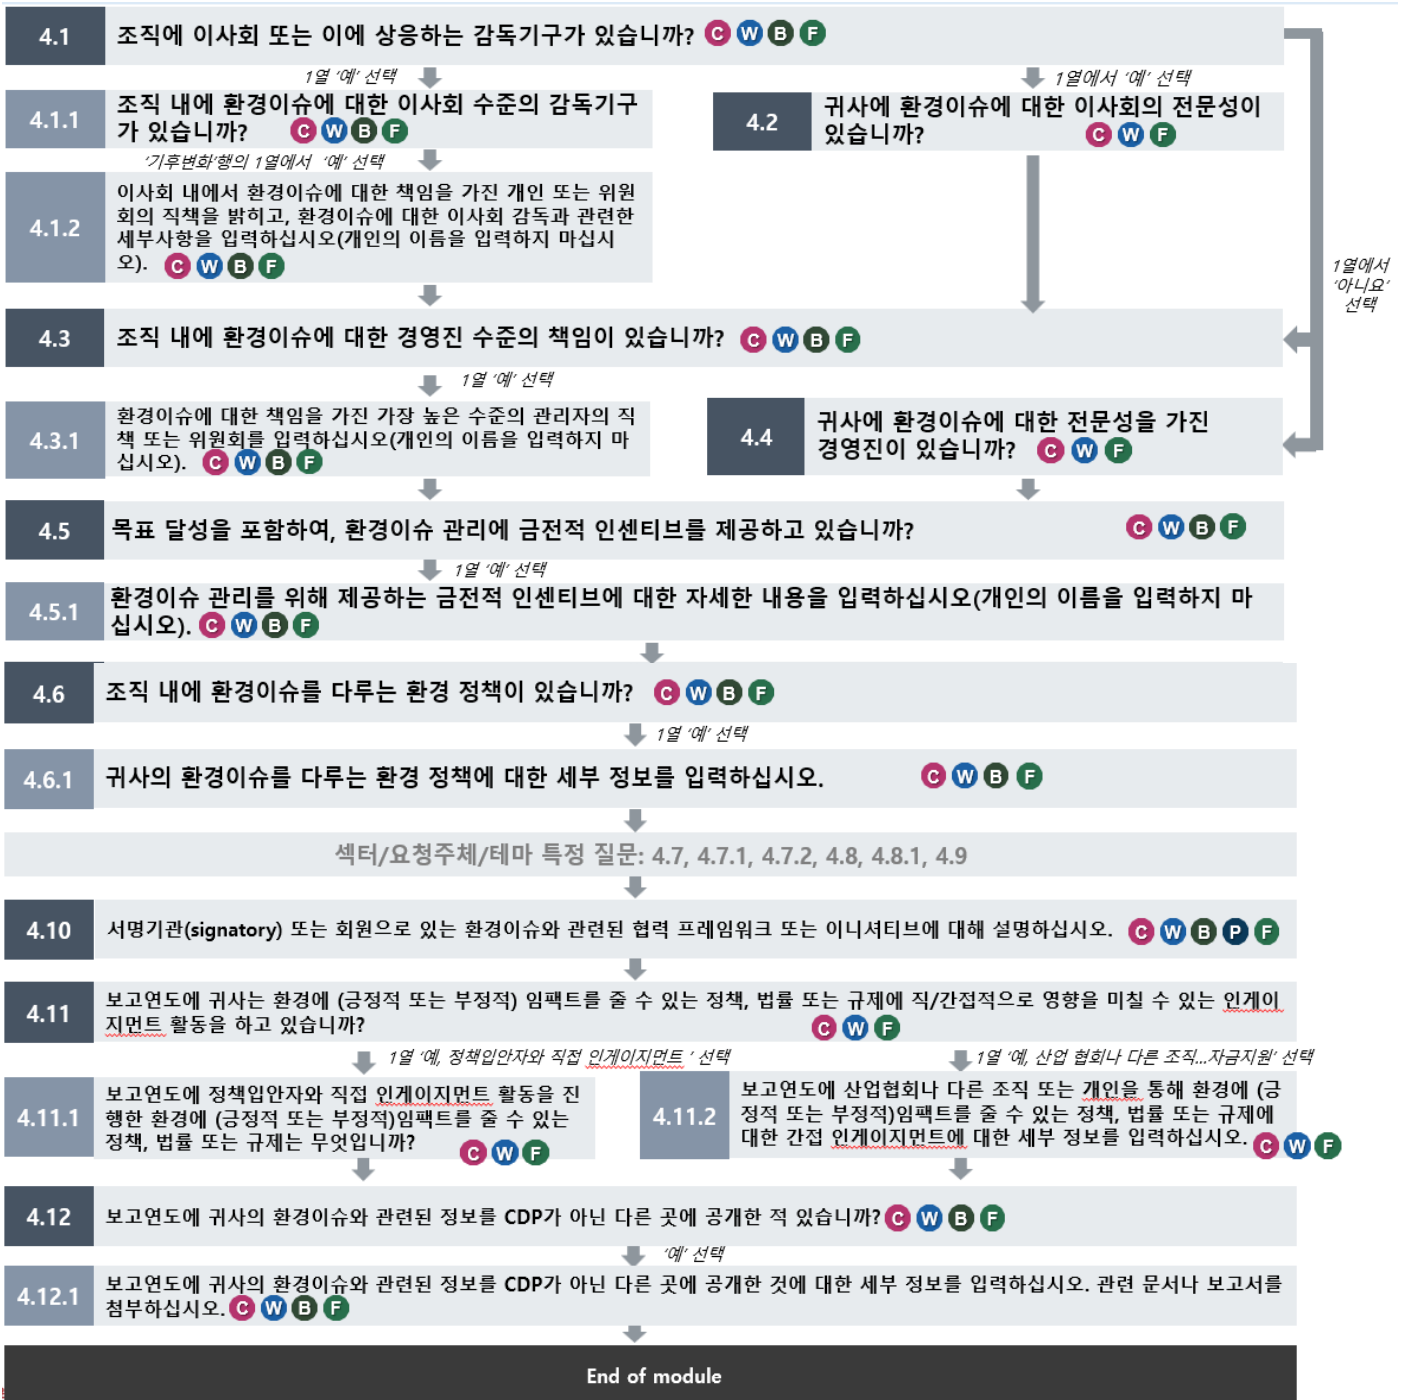 4.1
조직에 이사회 또는 이에 상응하는 감독기구가 있습니까? C W B F
1열 ‘예’ 선택
1열에서 ‘예’ 선택
4.1.1
조직 내에 환경이슈에 대한 이사회 수준의 감독기구
가 있습니까? C W B F
4.2
귀사에 환경이슈에 대한 이사회의 전문성이
있습니까? C W F
‘기후변화’행의 1열에서 ‘예’ 선택
4.1.2
이사회 내에서 환경이슈에 대한 책임을 가진 개인 또는 위원
회의 직책을 밝히고, 환경이슈에 대한 이사회 감독과 관련한
세부사항을 입력하십시오(개인의 이름을 입력하지 마십시
오). C W B F
1열에서
‘아니요’
선택
4.3
조직 내에 환경이슈에 대한 경영진 수준의 책임이 있습니까? C W B F
1열 ‘예’ 선택
4.3.1
환경이슈에 대한 책임을 가진 가장 높은 수준의 관리자의 직
책 또는 위원회를 입력하십시오(개인의 이름을 입력하지 마
십시오). C W B F
4.4
귀사에 환경이슈에 대한 전문성을 가진
경영진이 있습니까? C W F
4.5
목표 달성을 포함하여, 환경이슈 관리에 금전적 인센티브를 제공하고 있습니까? C W B F
1열 ‘예’ 선택
4.5.1
환경이슈 관리를 위해 제공하는 금전적 인센티브에 대한 자세한 내용을 입력하십시오(개인의 이름을 입력하지 마
십시오). C W B F
4.6
조직 내에 환경이슈를 다루는 환경 정책이 있습니까? C W B F
1열 ‘예’ 선택
4.6.1
귀사의 환경이슈를 다루는 환경 정책에 대한 세부 정보를 입력하십시오. C W B F
섹터/요청주체/테마 특정 질문: 4.7, 4.7.1, 4.7.2, 4.8, 4.8.1, 4.9
4.10
서명기관(signatory) 또는 회원으로 있는 환경이슈와 관련된 협력 프레임워크 또는 이니셔티브에 대해 설명하십시오. C W B P F
4.11
보고연도에 귀사는 환경에 (긍정적 또는 부정적) 임팩트를 줄 수 있는 정책, 법률 또는 규제에 직/간접적으로 영향을 미칠 수 있는 인게이
지먼트 활동을 하고 있습니까? C W F
1열 ‘예, 정책입안자와 직접 인게이지먼트 ’ 선택
1열 ‘예, 산업 협회나 다른 조직...자금지원’ 선택
4.11.1
보고연도에 정책입안자와 직접 인게이지먼트 활동을 진
행한 환경에 (긍정적 또는 부정적)임팩트를 줄 수 있는
정책, 법률 또는 규제는 무엇입니까? C W F
4.11.2
보고연도에 산업협회나 다른 조직 또는 개인을 통해 환경에 (긍
정적 또는 부정적)임팩트를 줄 수 있는 정책, 법률 또는 규제에
대한 간접 인게이지먼트에 대한 세부 정보를 입력하십시오. C W F
4.12
보고연도에 귀사의 환경이슈와 관련된 정보를 CDP가 아닌 다른 곳에 공개한 적 있습니까? C W B F
‘예’ 선택
4.12.1
보고연도에 귀사의 환경이슈와 관련된 정보를 CDP가 아닌 다른 곳에 공개한 것에 대한 세부 정보를 입력하십시오. 관련 문서나 보고서를
첨부하십시오. C W B F
End of module